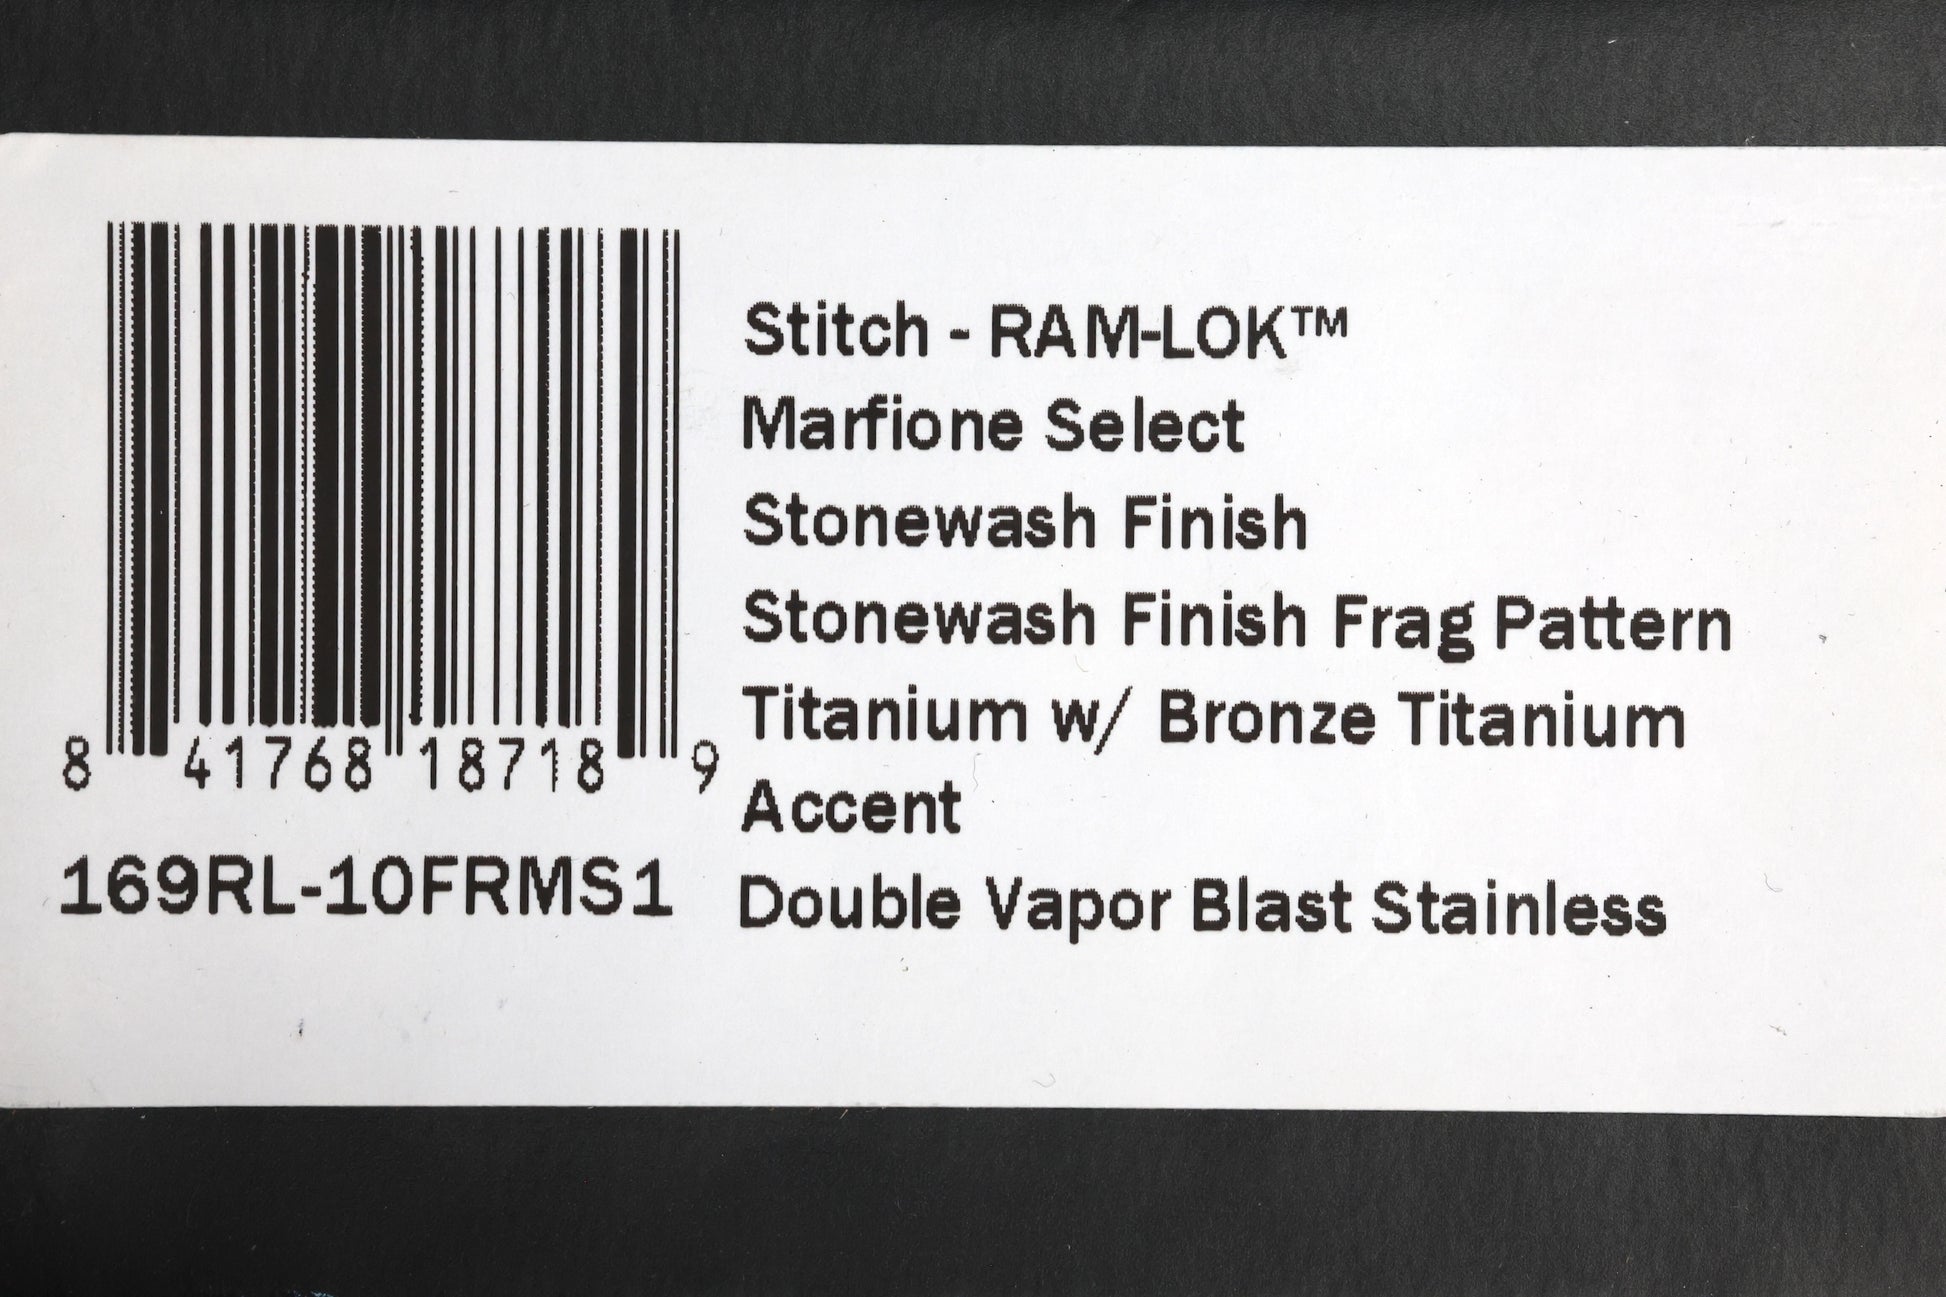 Stitch - RAM-LOK™
Marfione Select
Stonewash Finish
Stonewash Finish Frag Pattern
Titanium w/ Bronze Titanium
Accent
Double Vapor Blast Stainless
8 41768 18718 9
169RL-10FRMS1